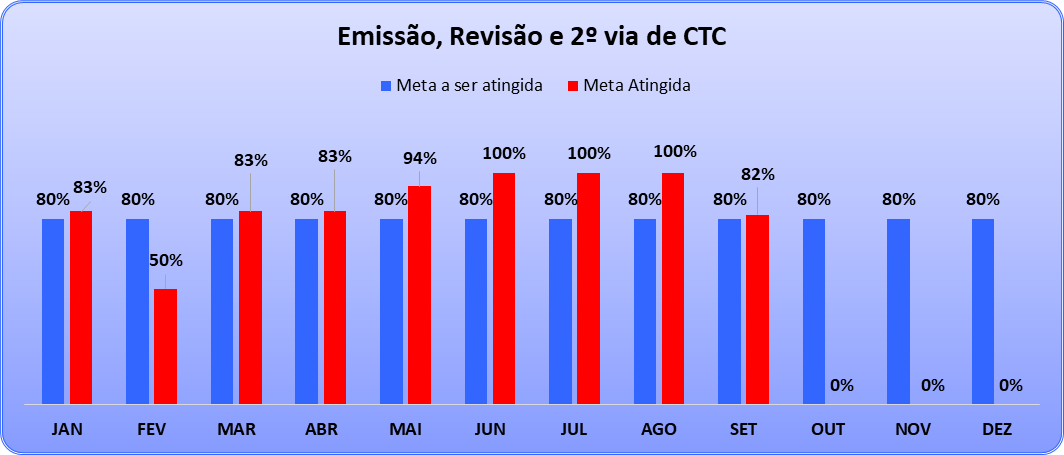 Emissão, Revisão e 2º via de CTC
Meta a ser atingida Meta Atingida
80% 83% 80% 50% 80% 83% 80% 83% 80% 94% 80% 100% 80% 100% 80% 100% 80% 82% 80% 0% 80% 0% 80% 0%
JAN FEV MAR ABR MAI JUN JUL AGO SET OUT NOV DEZ